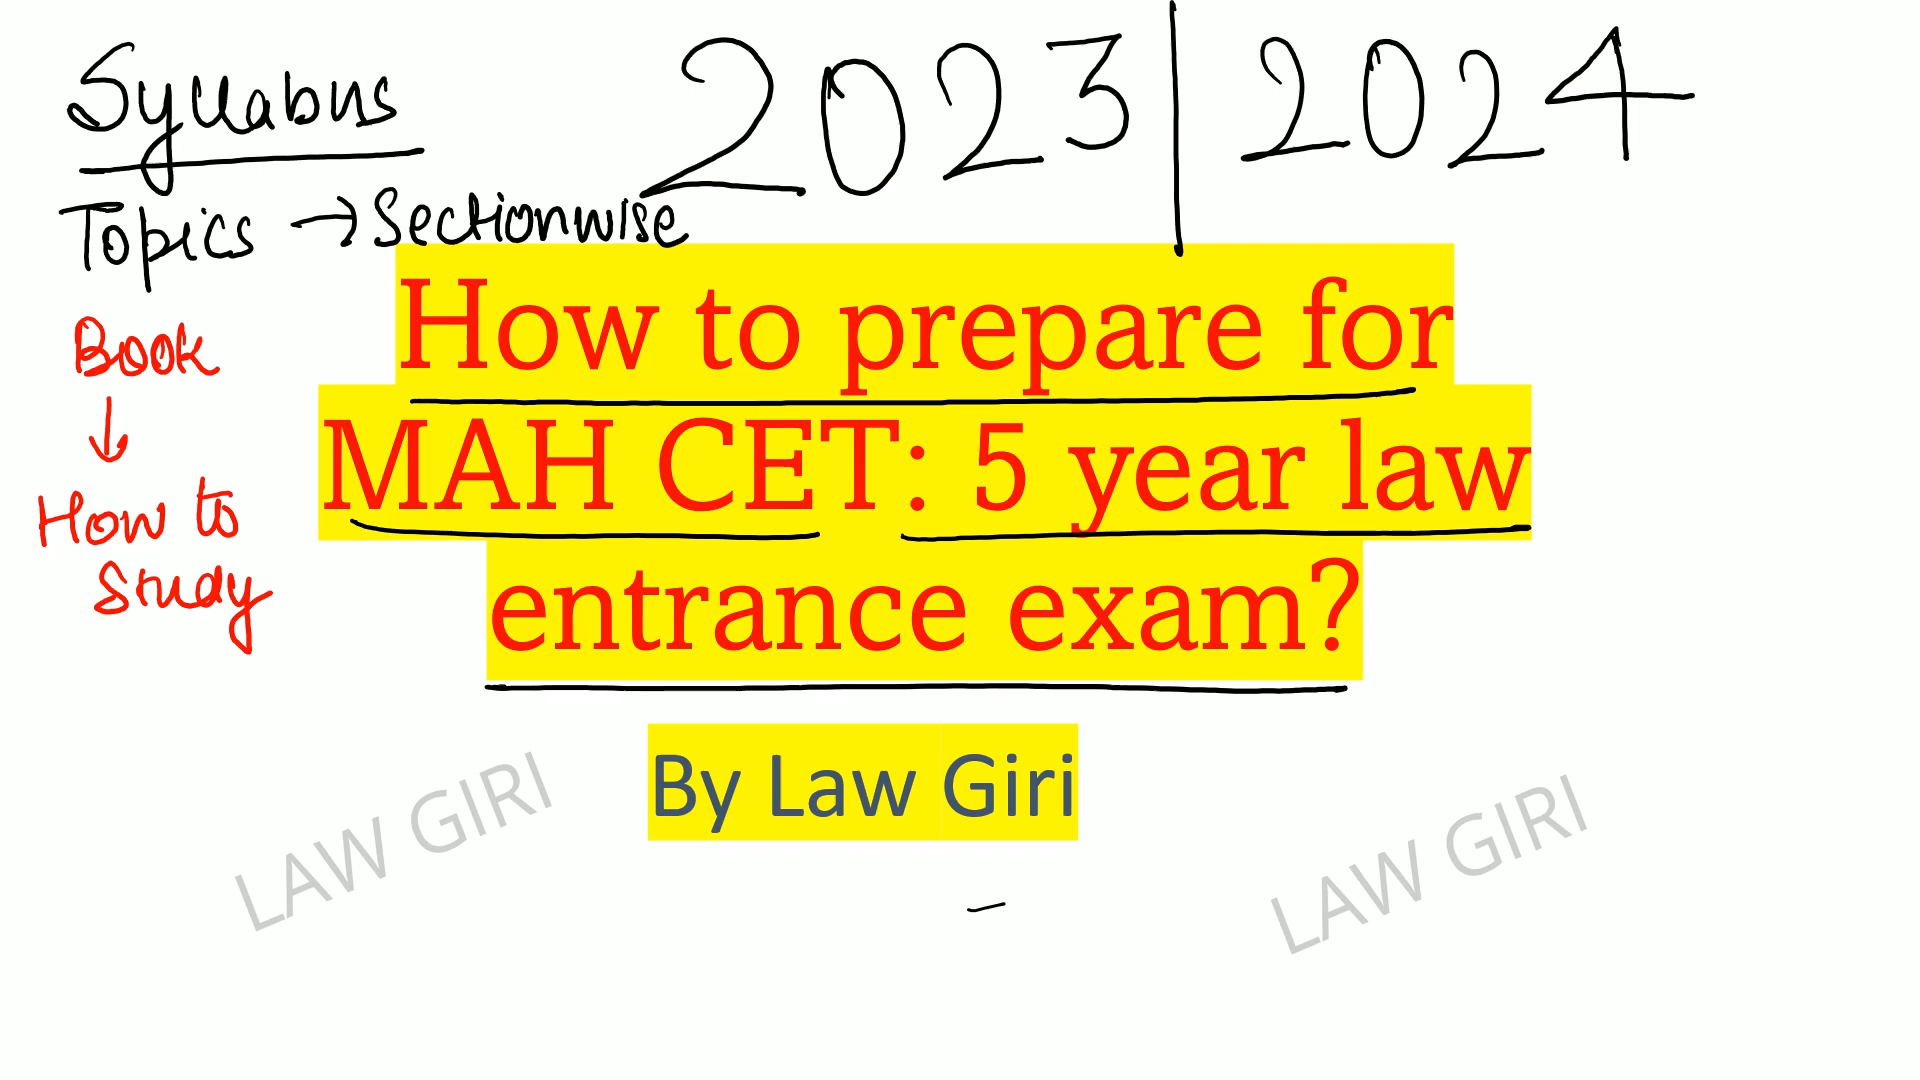 Syllabus
2023 | 2024
Topics → Sectionwise
Book
↓
How to
Study
How to prepare for
MAH CET: 5 year law
entrance exam?
By Law Giri
LAW GIRI
LAW GIRI